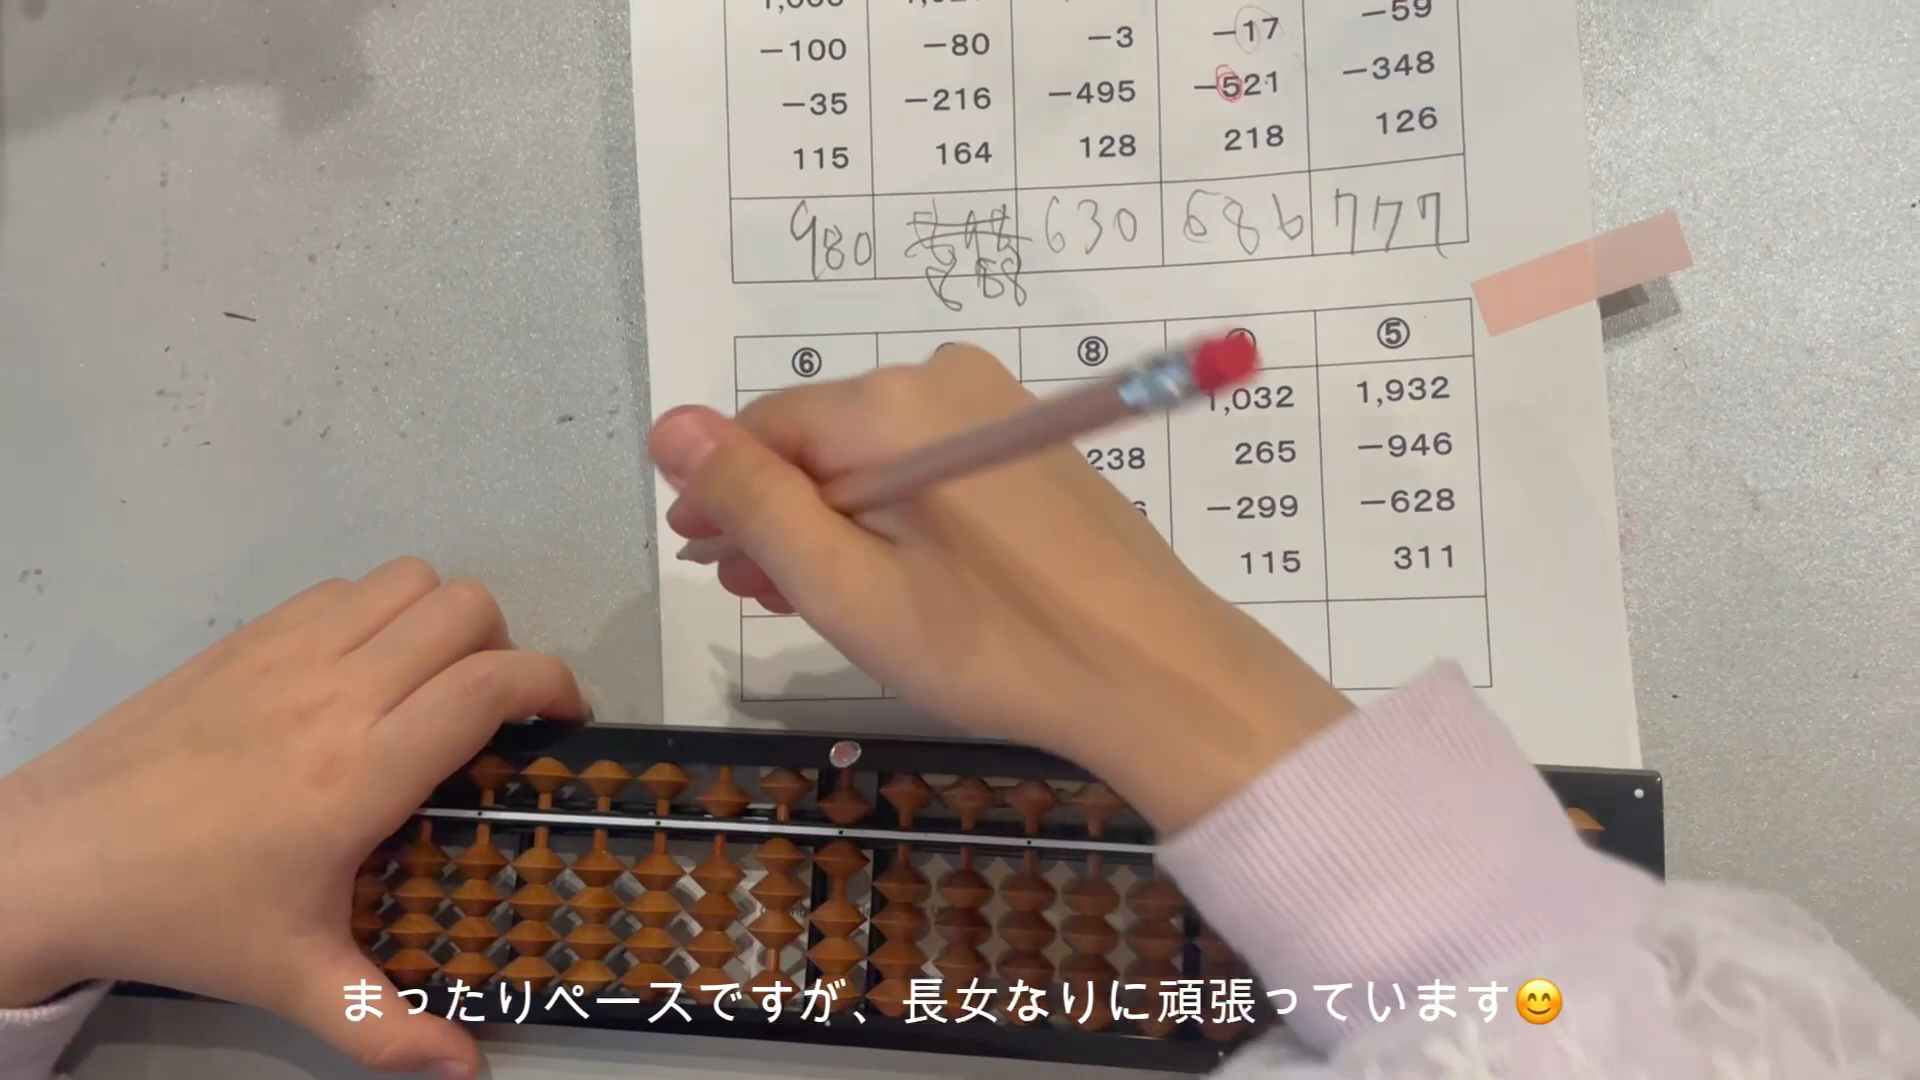 -100 -80 -3 -17 -59
-35 -216 -495 -521 -348
115 164 128 218 126
980 630 686 777
⑥ ⑧ ⑤
1,032 1,932
238 265 -946
-299 -628
115 311
まったりペースですが、長女なりに頑張っています😊